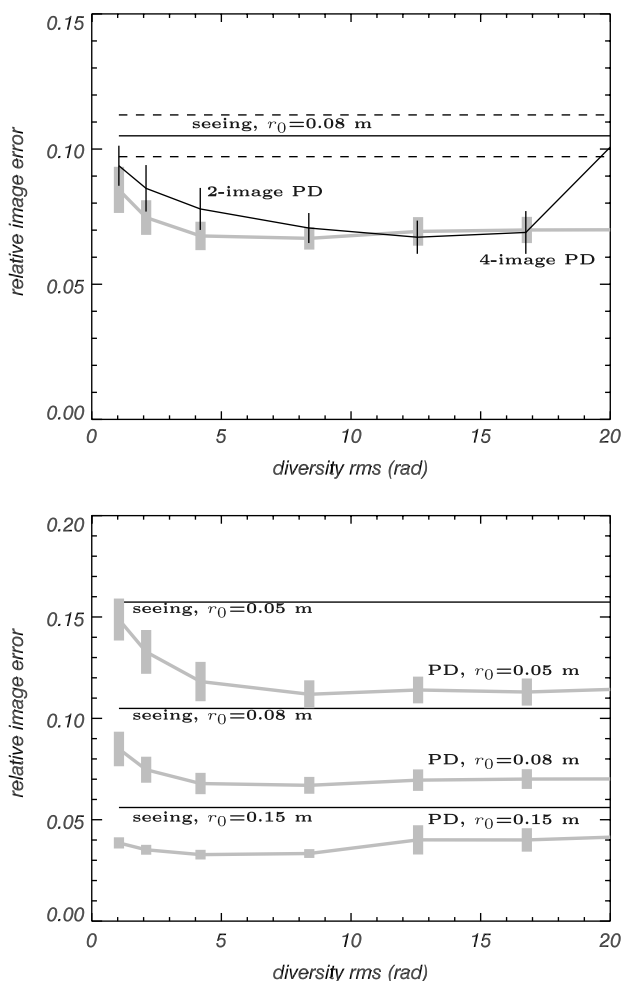 0.15
0.10
0.05
0.00
relative image error
seeing, r0=0.08 m
2-image PD
4-image PD
0 5 10 15 20
diversity rms (rad)
0.20
0.15
0.10
0.05
0.00
relative image error
seeing, r0=0.05 m
PD, r0=0.05 m
seeing, r0=0.08 m
PD, r0=0.08 m
seeing, r0=0.15 m
PD, r0=0.15 m
0 5 10 15 20
diversity rms (rad)